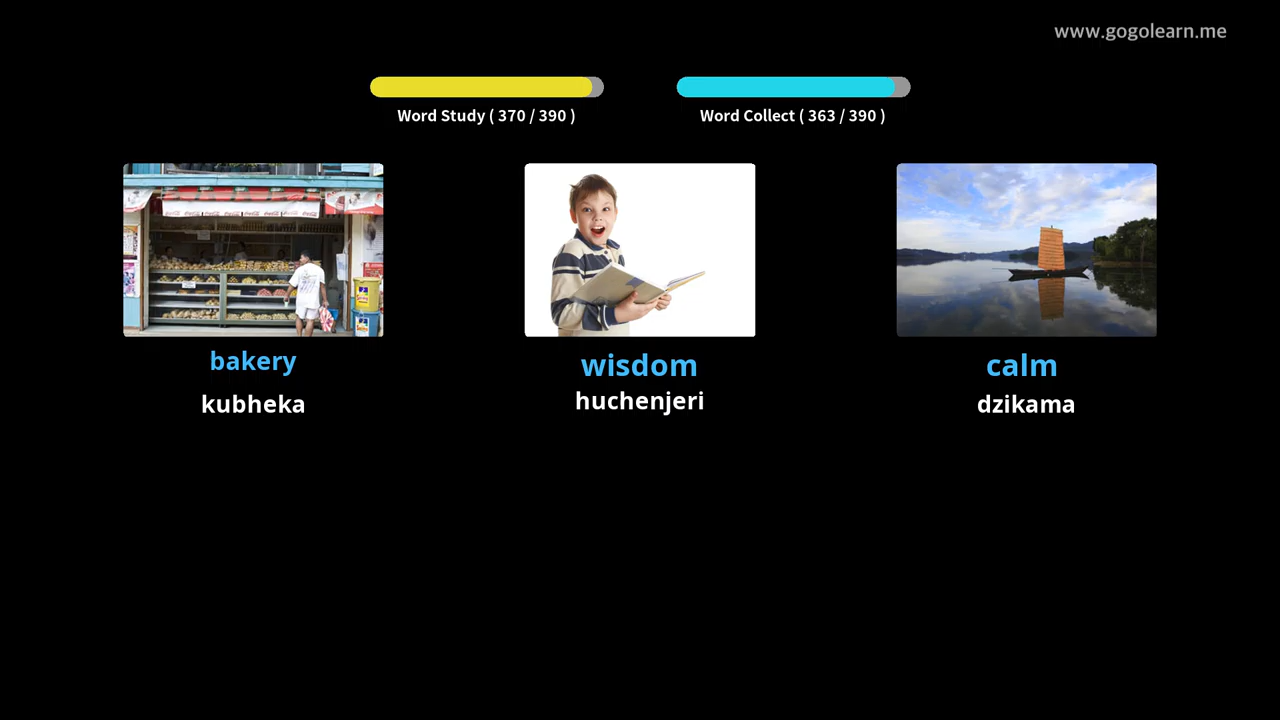 www.gogolearn.me
Word Study ( 370 / 390 )
Word Collect ( 363 / 390 )
bakery
wisdom
calm
kubheka
huchenjeri
dzikama